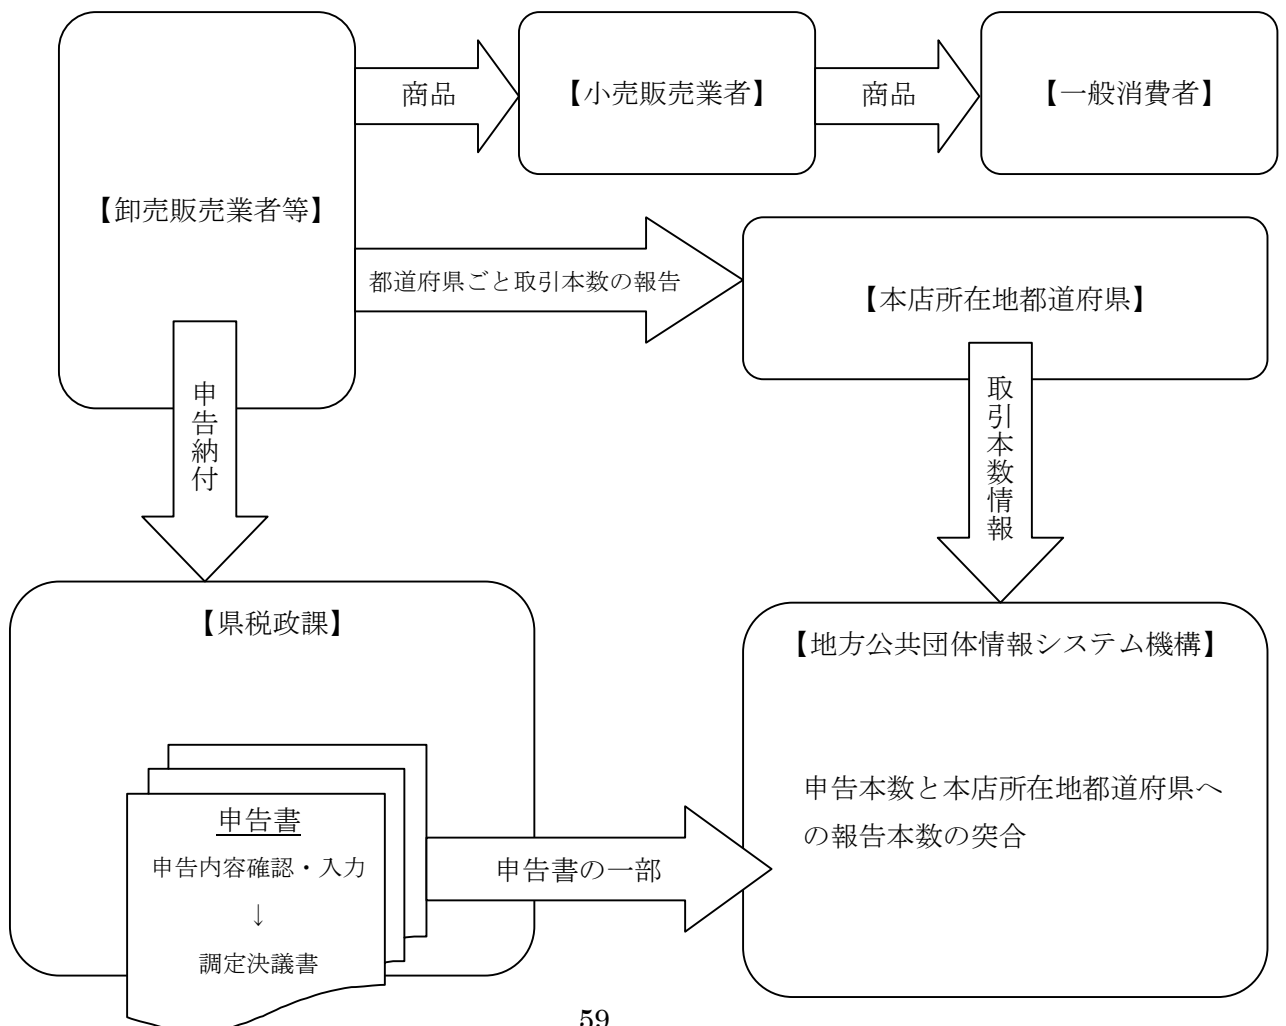 商品
【小売販売業者】
商品
【一般消費者】
【卸売販売業者等】
都道府県ごと取引本数の報告
【本店所在地都道府県】
申告納付
取引本数情報
【県税政課】
【地方公共団体情報システム機構】
申告書
申告内容確認・入力
↓
調定決議書
申告書の一部
申告本数と本店所在地都道府県へ
の報告本数の突合
59